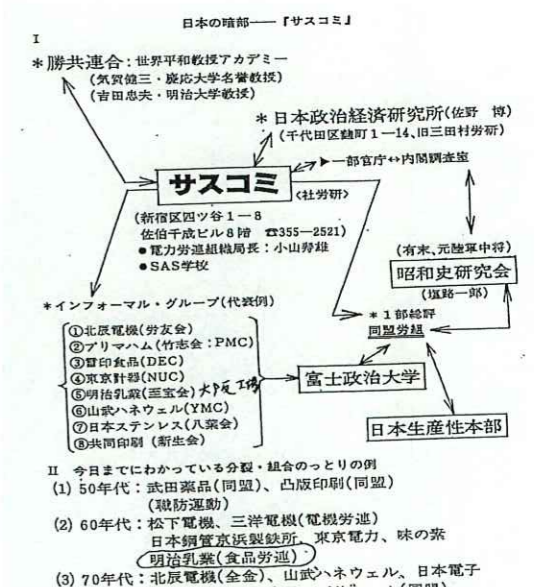 日本の暗部――『サスコミ』
I
＊勝共連合：世界平和教授アカデミー
(気賀健三・慶応大学名誉教授)
(吉田忠夫・明治大学教授)
＊日本政治経済研究所(佐野 博)
(千代田区麹町1―14、旧三田村労研)
▶一部官庁↔内閣調査室
サスコミ
〈社労研〉
(新宿区四ツ谷1―8
佐伯千成ビル8階 ☎355―2521)
●電力労連組織局長：小山昇雄
●SAS学校
(有末、元陸軍中将)
昭和史研究会
(塩路一郎)
＊インフォーマル・グループ(代表例)
＊1部総評
同盟労組
①北辰電機(労友会)
②プリマハム(竹志会：PMC)
③雪印食品(DEC)
④東京計器(NUC)
⑤明治乳業(至宝会)大阪工場
⑥山武ハネウェル(YMC)
⑦日本ステンレス(八葉会)
⑧共同印刷(新生会)
富士政治大学
日本生産性本部
II 今日までにわかっている分裂・組合のっとりの例
(1) 50年代：武田薬品(同盟)、凸版印刷(同盟)
(職防運動)
(2) 60年代：松下電機、三洋電機(電機労連)
日本鋼管京浜製鉄所、東京電力、味の素
明治乳業(食品労連)
(3) 70年代：北辰電機(全金)、山武ハネウェル、日本電子